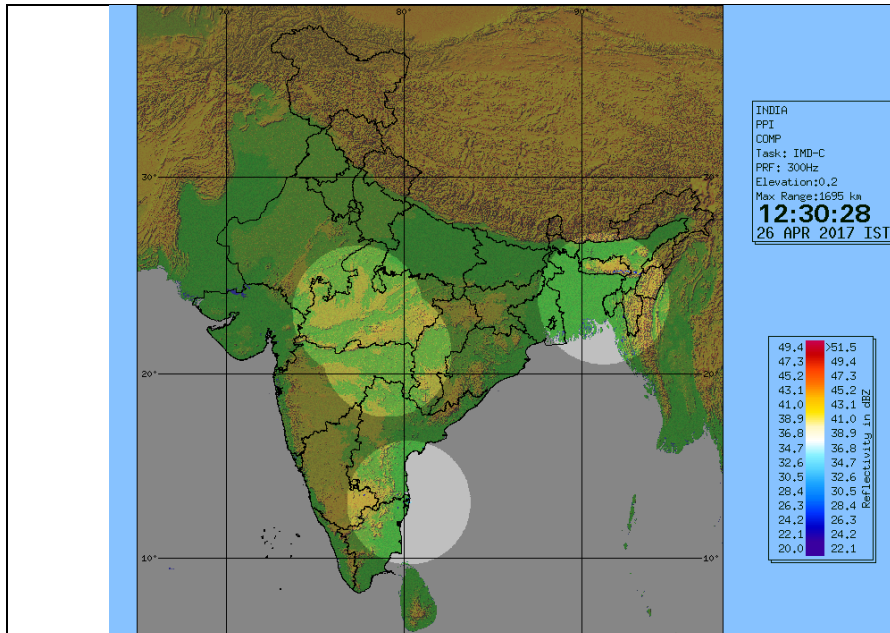 70° 80° 90°
30° 30°
20° 20°
10° 10°
INDIA
PPI
COMP
Task: IMD-C
PRF: 300Hz
Elevation:0.2
Max Range:1695 km
12:30:28
26 APR 2017 IST
49.4 >51.5
47.3 49.4
45.2 47.3
43.1 45.2
41.0 43.1
38.9 41.0
36.8 38.9
34.7 36.8
32.6 34.7
30.5 32.6
28.4 30.5
26.3 28.4
24.2 26.3
22.1 24.2
20.0 22.1
Reflectivity in dBZ